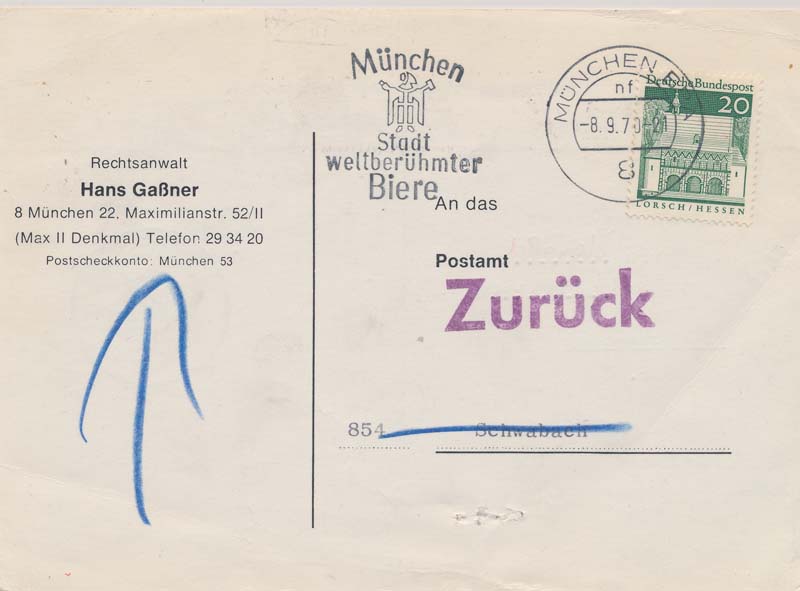 Rechtsanwalt
Hans Gaßner
8 München 22, Maximilianstr. 52/II
(Max II Denkmal) Telefon 29 34 20
Postscheckkonto: München 53
München
Stadt
weltberühmter
Biere
MÜNCHEN
nf
-8.9.70-21
8
Deutsche Bundespost
20
LORSCH/HESSEN
An das
Postamt
Zurück
854 Schwabach